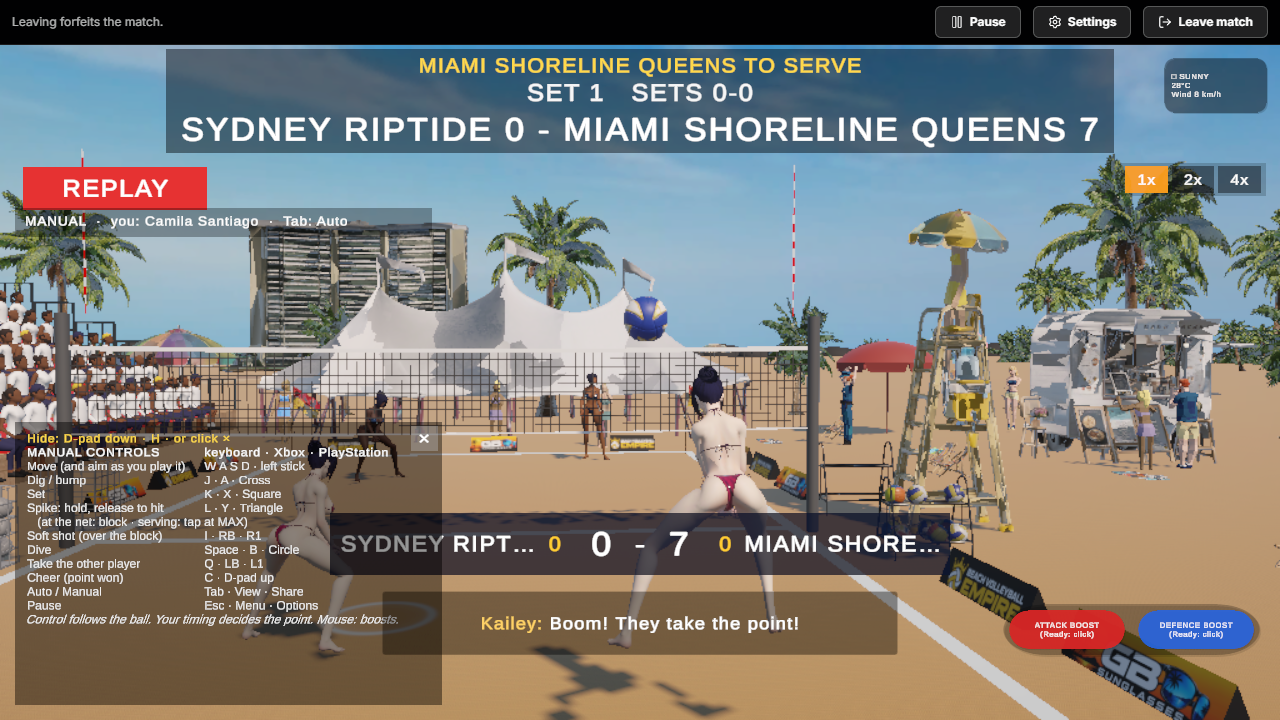 Leaving forfeits the match.
Pause
Settings
Leave match
MIAMI SHORELINE QUEENS TO SERVE
SET 1 SETS 0-0
SYDNEY RIPTIDE 0 - MIAMI SHORELINE QUEENS 7
SUNNY
28°C
Wind 8 km/h
REPLAY
1x 2x 4x
MANUAL · you: Camila Santiago · Tab: Auto
Hide: D-pad down · H · or click ×
MANUAL CONTROLS keyboard · Xbox · PlayStation
Move (and aim as you play it) W A S D · left stick
Dig / bump J · A · Cross
Set K · X · Square
Spike: hold, release to hit L · Y · Triangle
(at the net: block · serving: tap at MAX)
Soft shot (over the block) I · RB · R1
Dive Space · B · Circle
Take the other player Q · LB · L1
Cheer (point won) C · D-pad up
Auto / Manual Tab · View · Share
Pause Esc · Menu · Options
Control follows the ball. Your timing decides the point. Mouse: boosts.
SYDNEY RIPT... 0 0 - 7 0 MIAMI SHORE...
Kailey: Boom! They take the point!
ATTACK BOOST
(Ready: click)
DEFENCE BOOST
(Ready: click)
BEACH VOLLEYBALL
EMPIRE
GB
SUNGLASSES
GB
EMPIRE